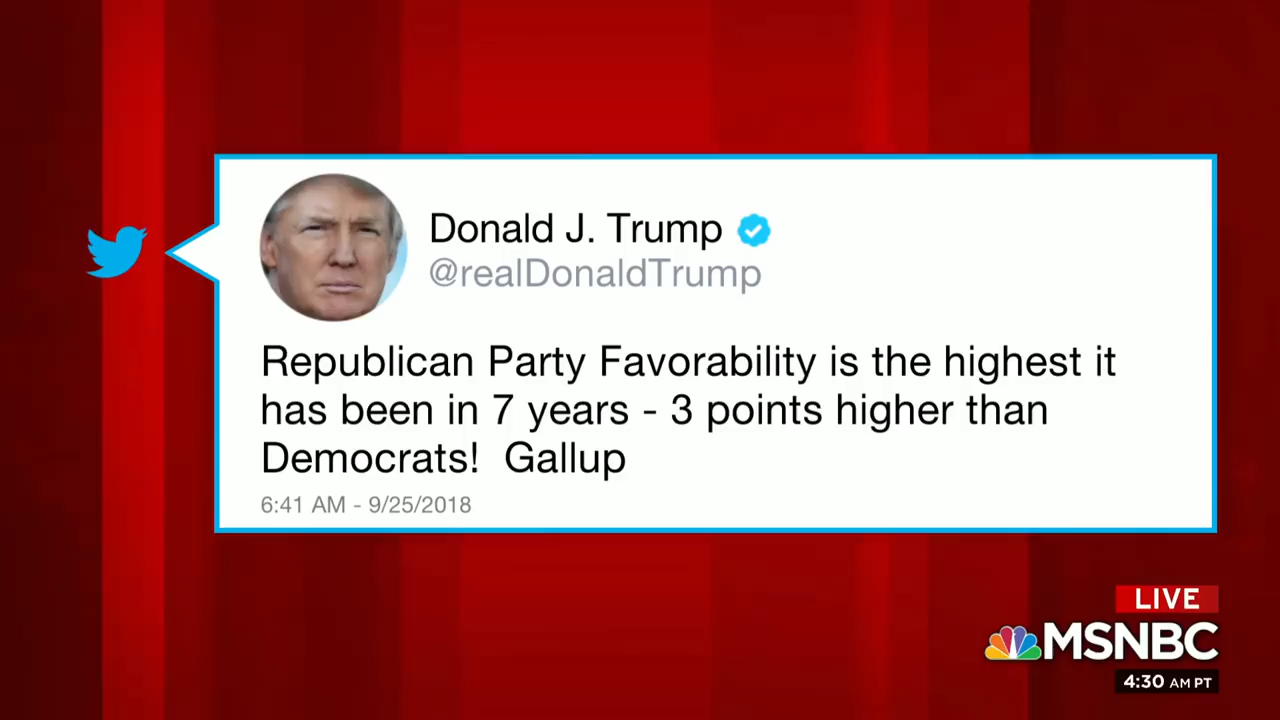 Donald J. Trump
@realDonaldTrump
Republican Party Favorability is the highest it
has been in 7 years - 3 points higher than
Democrats!  Gallup
6:41 AM - 9/25/2018
LIVE
MSNBC
4:30 AM PT